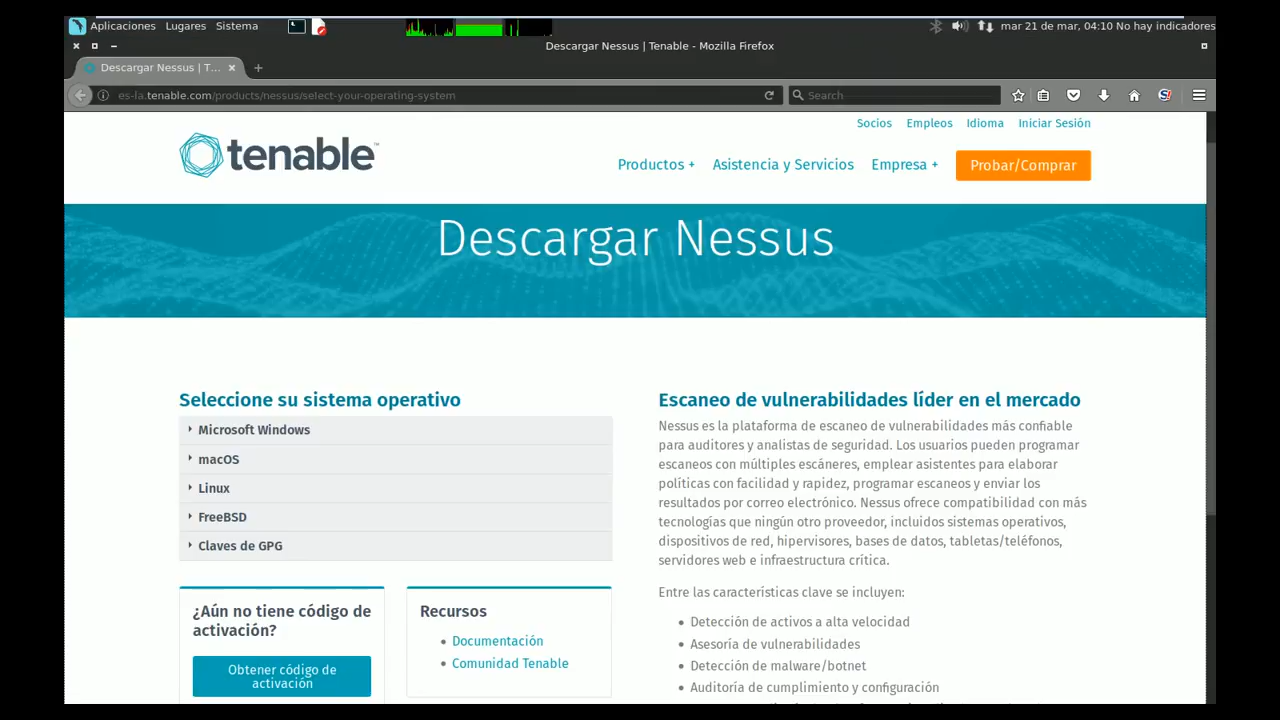 Aplicaciones Lugares Sistema
mar 21 de mar, 04:10 No hay indicadores
Descargar Nessus | Tenable - Mozilla Firefox
Descargar Nessus | T...
es-la.tenable.com/products/nessus/select-your-operating-system
Search
Socios Empleos Idioma Iniciar Sesión
tenable™
Productos + Asistencia y Servicios Empresa + Probar/Comprar
Descargar Nessus
Seleccione su sistema operativo
Microsoft Windows
macOS
Linux
FreeBSD
Claves de GPG
¿Aún no tiene código de
activación?
Obtener código de
activación
Recursos
Documentación
Comunidad Tenable
Escaneo de vulnerabilidades líder en el mercado
Nessus es la plataforma de escaneo de vulnerabilidades más confiable
para auditores y analistas de seguridad. Los usuarios pueden programar
escaneos con múltiples escáneres, emplear asistentes para elaborar
políticas con facilidad y rapidez, programar escaneos y enviar los
resultados por correo electrónico. Nessus ofrece compatibilidad con más
tecnologías que ningún otro proveedor, incluidos sistemas operativos,
dispositivos de red, hipervisores, bases de datos, tabletas/teléfonos,
servidores web e infraestructura crítica.
Entre las características clave se incluyen:
Detección de activos a alta velocidad
Asesoría de vulnerabilidades
Detección de malware/botnet
Auditoría de cumplimiento y configuración